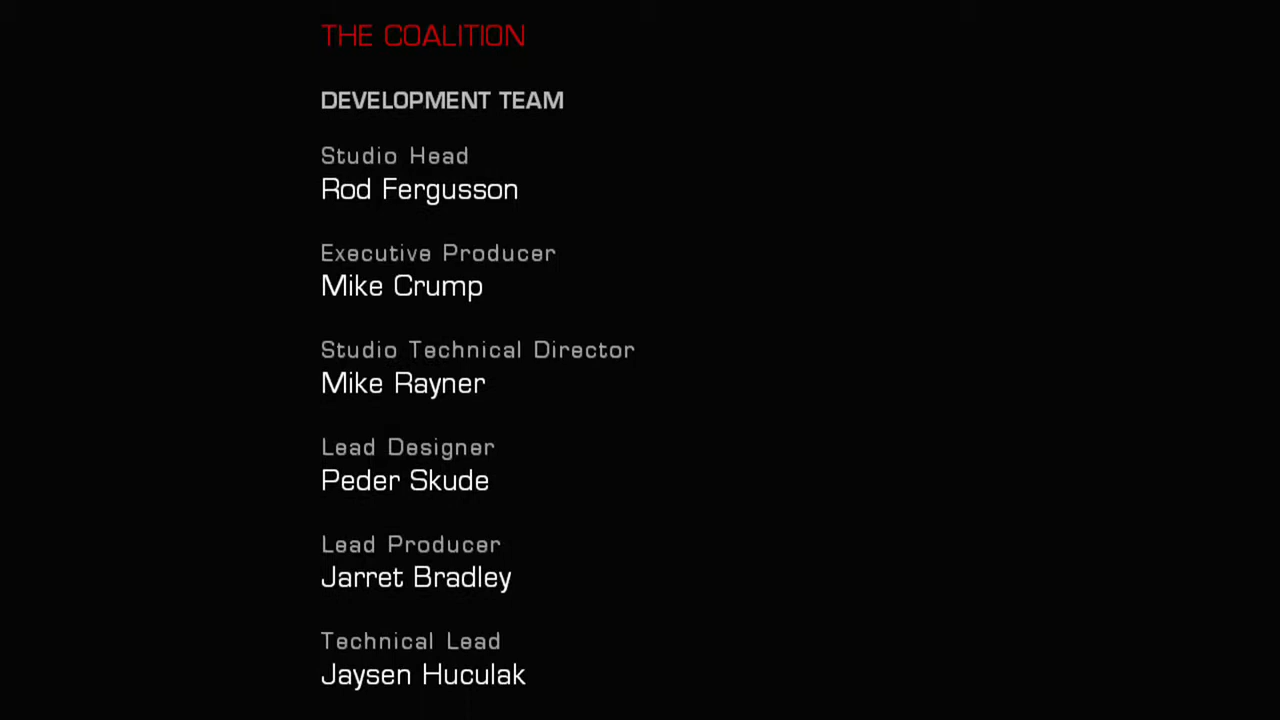 THE COALITION
DEVELOPMENT TEAM
Studio Head
Rod Fergusson
Executive Producer
Mike Crump
Studio Technical Director
Mike Rayner
Lead Designer
Peder Skude
Lead Producer
Jarret Bradley
Technical Lead
Jaysen Huculak